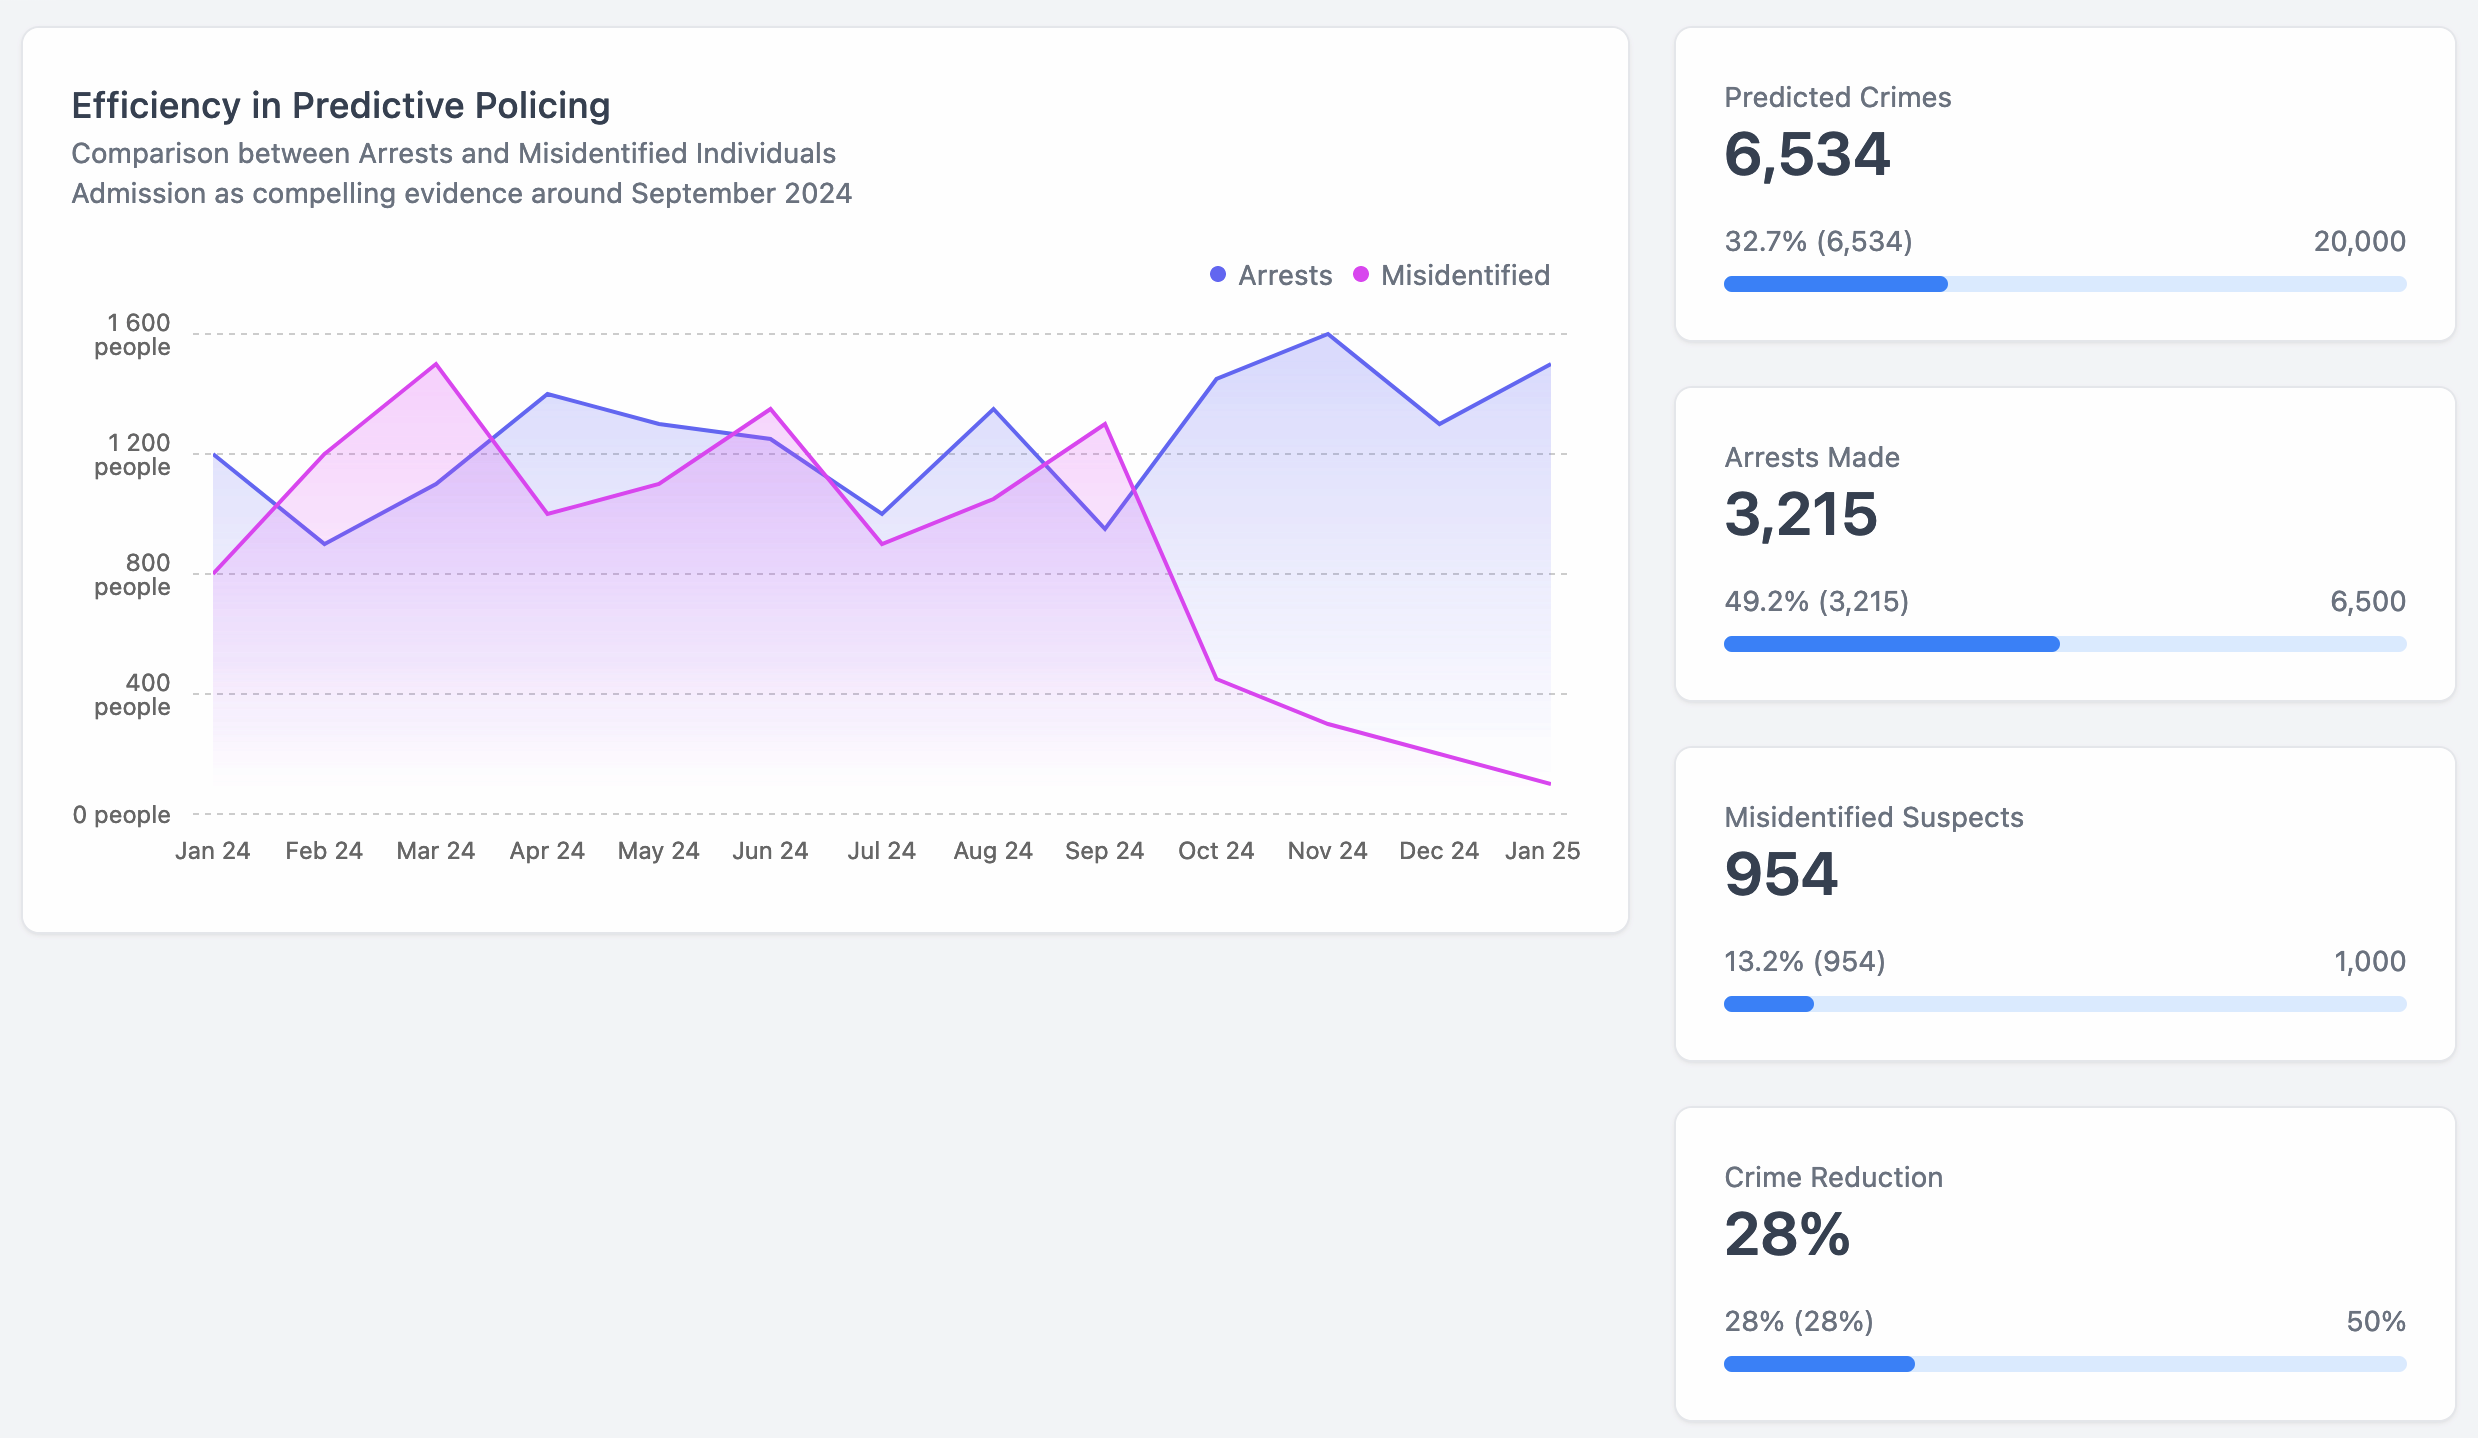 Efficiency in Predictive Policing
Comparison between Arrests and Misidentified Individuals
Admission as compelling evidence around September 2024
Arrests Misidentified
1 600
people
1 200
people
800
people
400
people
0 people
Jan 24 Feb 24 Mar 24 Apr 24 May 24 Jun 24 Jul 24 Aug 24 Sep 24 Oct 24 Nov 24 Dec 24 Jan 25
Predicted Crimes
6,534
32.7% (6,534) 20,000
Arrests Made
3,215
49.2% (3,215) 6,500
Misidentified Suspects
954
13.2% (954) 1,000
Crime Reduction
28%
28% (28%) 50%